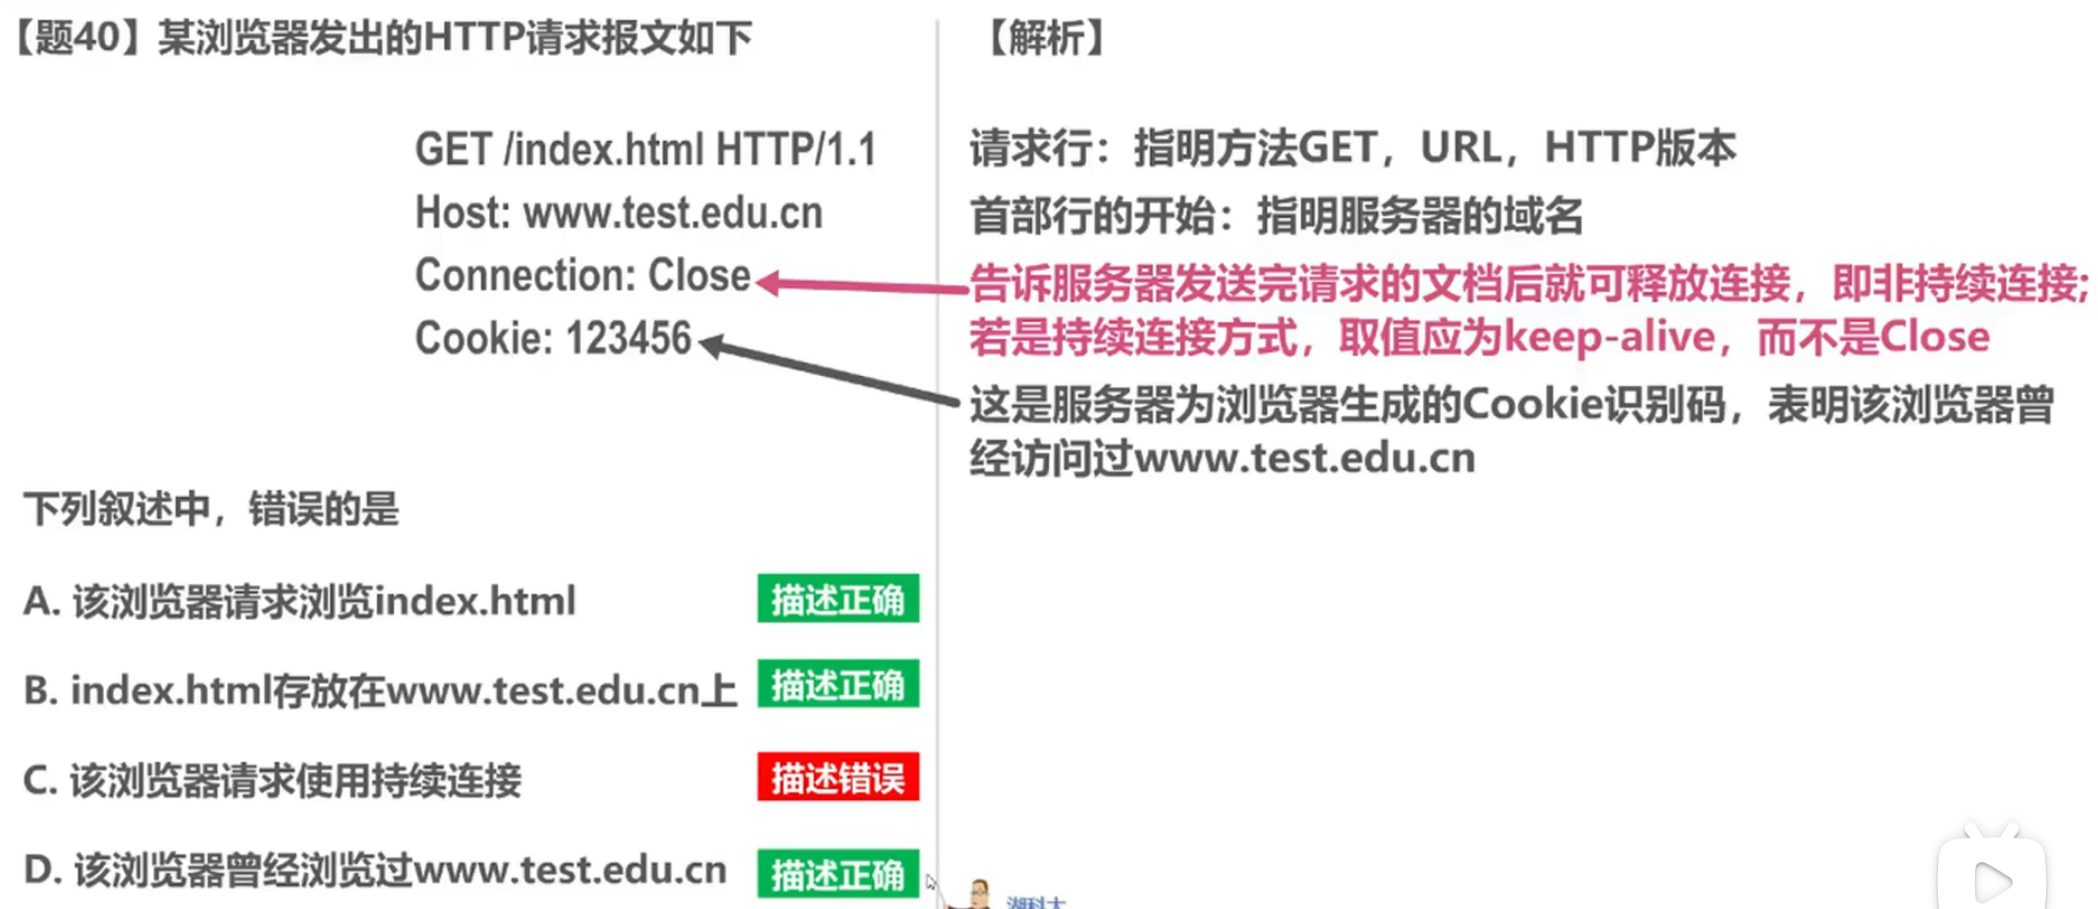 【题40】某浏览器发出的HTTP请求报文如下
GET /index.html HTTP/1.1
Host: www.test.edu.cn
Connection: Close
Cookie: 123456
下列叙述中，错误的是
A. 该浏览器请求浏览index.html
描述正确
B. index.html存放在www.test.edu.cn上
描述正确
C. 该浏览器请求使用持续连接
描述错误
D. 该浏览器曾经浏览过www.test.edu.cn
描述正确
【解析】
请求行：指明方法GET，URL，HTTP版本
首部行的开始：指明服务器的域名
告诉服务器发送完请求的文档后就可释放连接，即非持续连接;
若是持续连接方式，取值应为keep-alive，而不是Close
这是服务器为浏览器生成的Cookie识别码，表明该浏览器曾
经访问过www.test.edu.cn